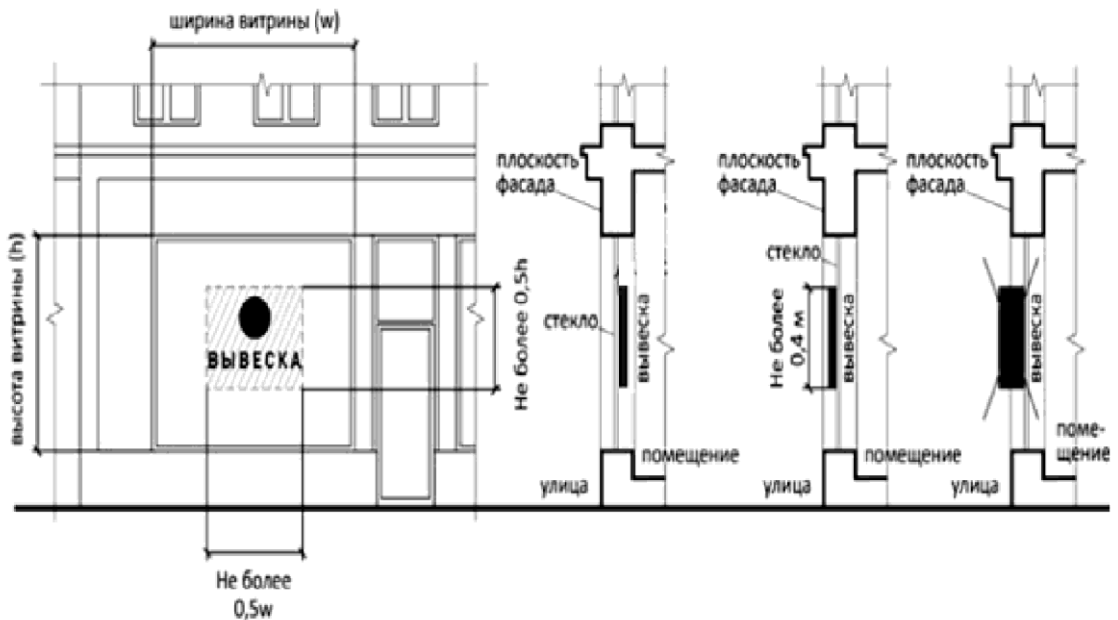 ширина витрины (w)
высота витрины (h)
ВЫВЕСКА
Не более 0,5h
Не более
0,5w
плоскость
фасада
стекло
вывеска
помещение
улица
плоскость
фасада
стекло
Не более
0,4 м
вывеска
помещение
улица
плоскость
фасада
вывеска
поме-
щение
улица